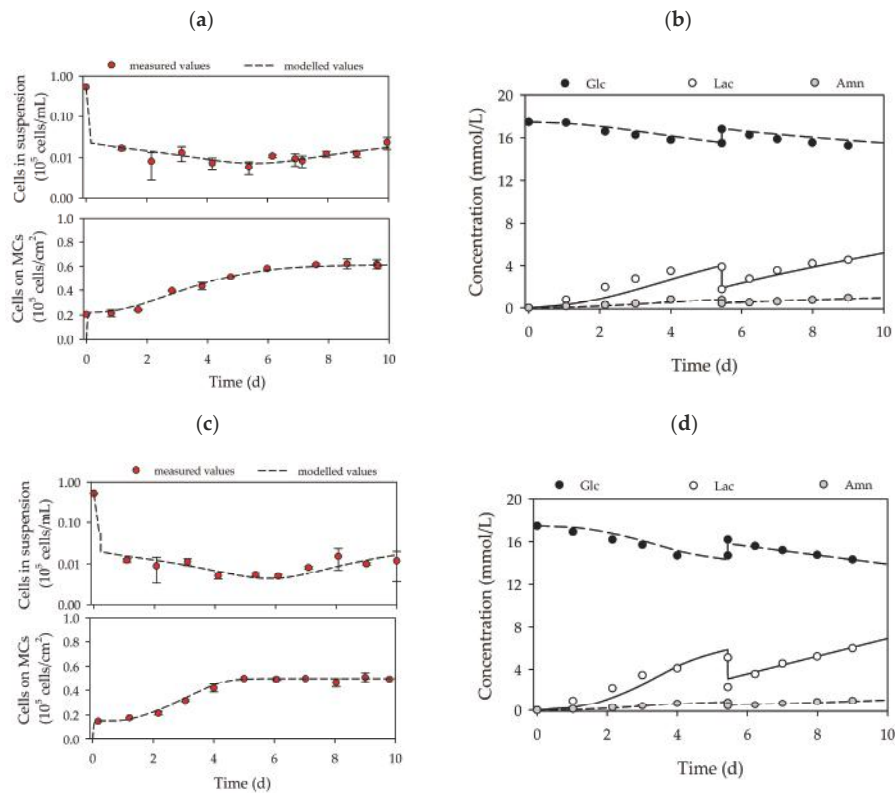 (a)
measured values modelled values
Cells in suspension
(10⁵ cells/mL)
1.00
0.10
0.01
0.00
Cells on MCs
(10⁵ cells/cm²)
1.0
0.8
0.6
0.4
0.2
0.0
0 2 4 6 8 10
Time (d)
(b)
Glc Lac Amn
Concentration (mmol/L)
20
16
12
8
4
0
0 2 4 6 8 10
Time (d)
(c)
measured values modelled values
Cells in suspension
(10⁵ cells/mL)
1.00
0.10
0.01
0.00
Cells on MCs
(10⁵ cells/cm²)
1.0
0.8
0.6
0.4
0.2
0.0
0 2 4 6 8 10
Time (d)
(d)
Glc Lac Amn
Concentration (mmol/L)
20
16
12
8
4
0
0 2 4 6 8 10
Time (d)